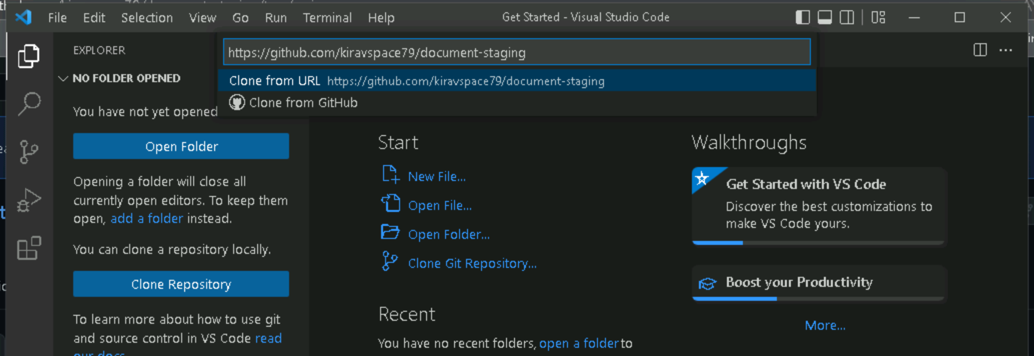 File Edit Selection View Go Run Terminal Help Get Started - Visual Studio Code
EXPLORER
NO FOLDER OPENED
You have not yet opened
Open Folder
Opening a folder will close all
currently open editors. To keep them
open, add a folder instead.
You can clone a repository locally.
Clone Repository
To learn more about how to use git
and source control in VS Code read
our docs
https://github.com/kiravspace79/document-staging
Clone from URL https://github.com/kiravspace79/document-staging
Clone from GitHub
Start
New File...
Open File...
Open Folder...
Clone Git Repository...
Recent
You have no recent folders, open a folder to
Walkthroughs
Get Started with VS Code
Discover the best customizations to
make VS Code yours.
Boost your Productivity
More...